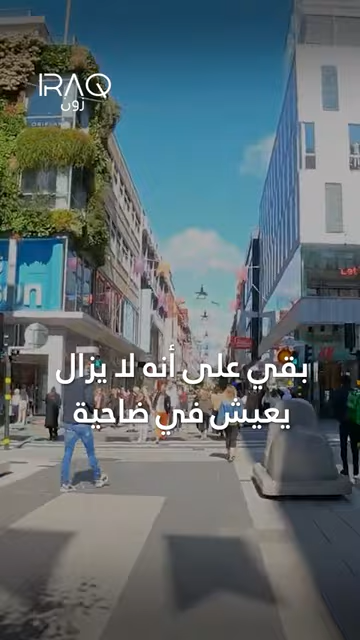 IRAQ
زون
بقي على أنه لا يزال
يعيش في ضاحية